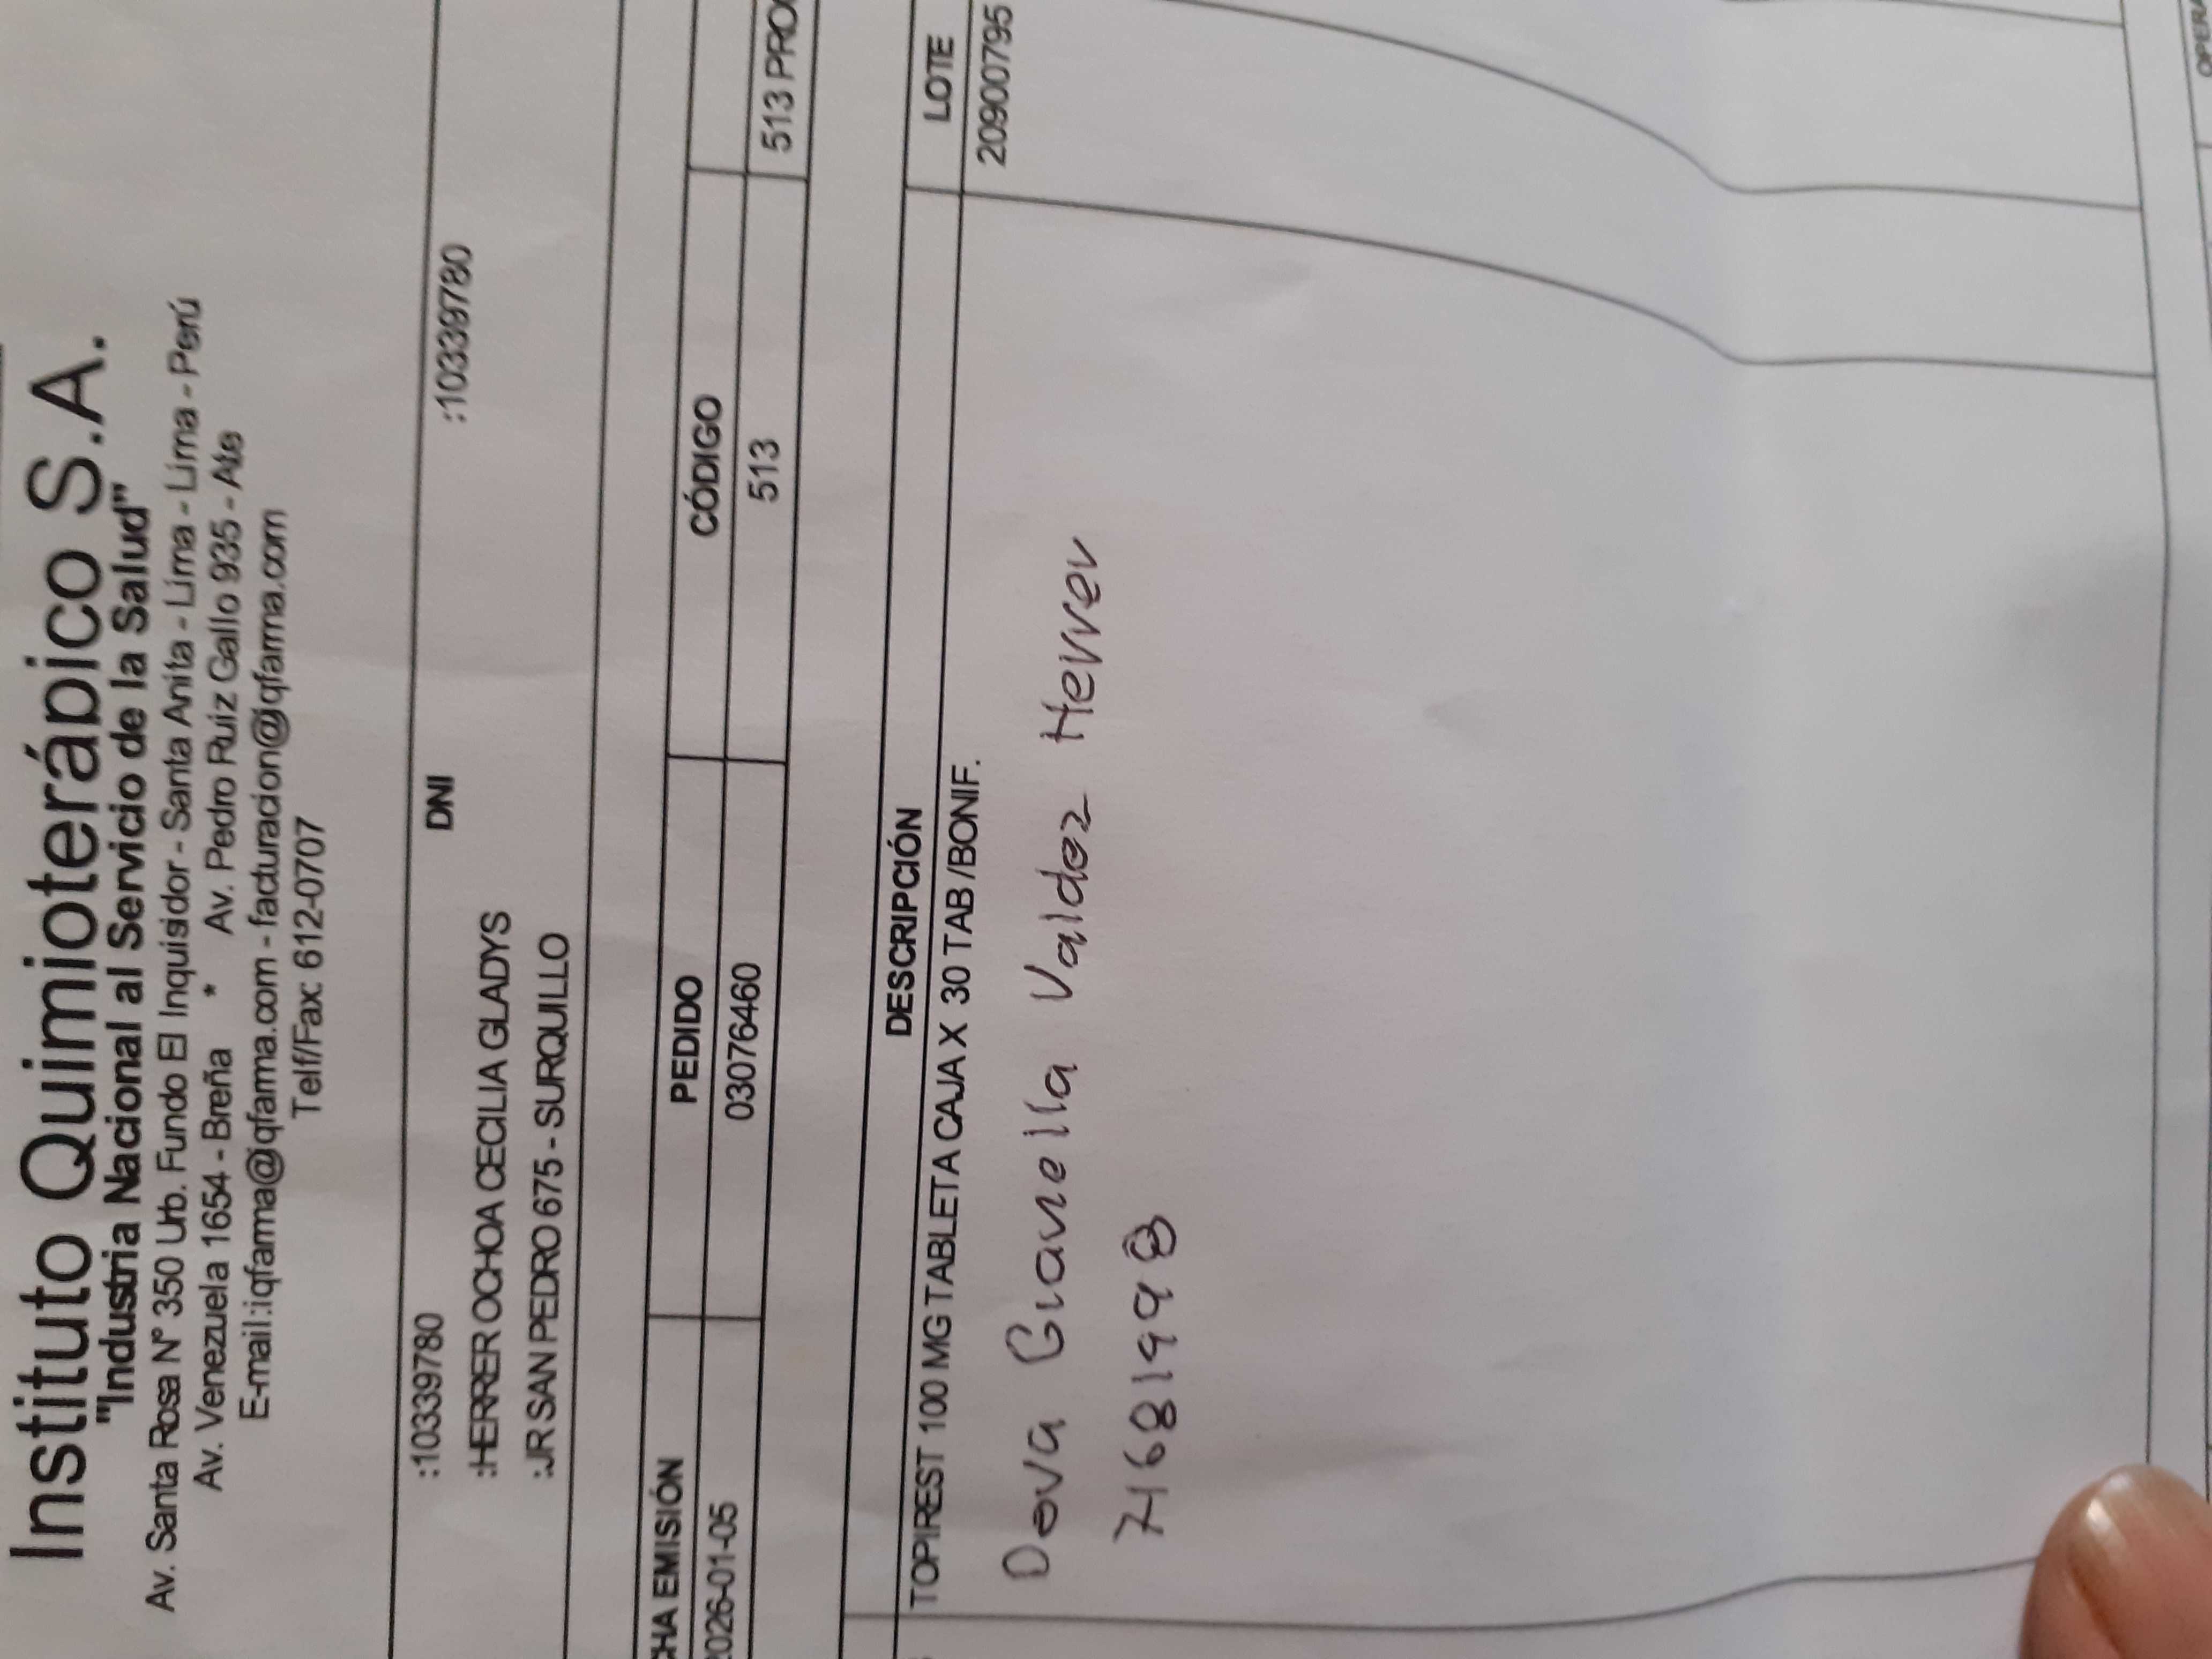 Instituto Quimioterápico S.A.
"Industria Nacional al Servicio de la Salud"
Av. Santa Rosa N° 350 Urb. Fundo El Inquisidor - Santa Anita - Lima - Lima - Perú
Av. Venezuela 1654 - Breña * Av. Pedro Ruiz Gallo 935 - Ate
E-mail:iqfarma@iqfarma.com - facturacion@iqfarma.com
Telf/Fax: 612-0707
:10339780 DNI :10339780
:HERRER OCHOA CECILIA GLADYS
:JR SAN PEDRO 675 - SURQUILLO
CHA EMISIÓN PEDIDO CÓDIGO
2026-01-05 03076460 513 513 PRO
DESCRIPCIÓN LOTE
TOPIREST 100 MG TABLETA CAJA X 30 TAB /BONIF. 20900795
Gianella Valdez Herrer
OPERA